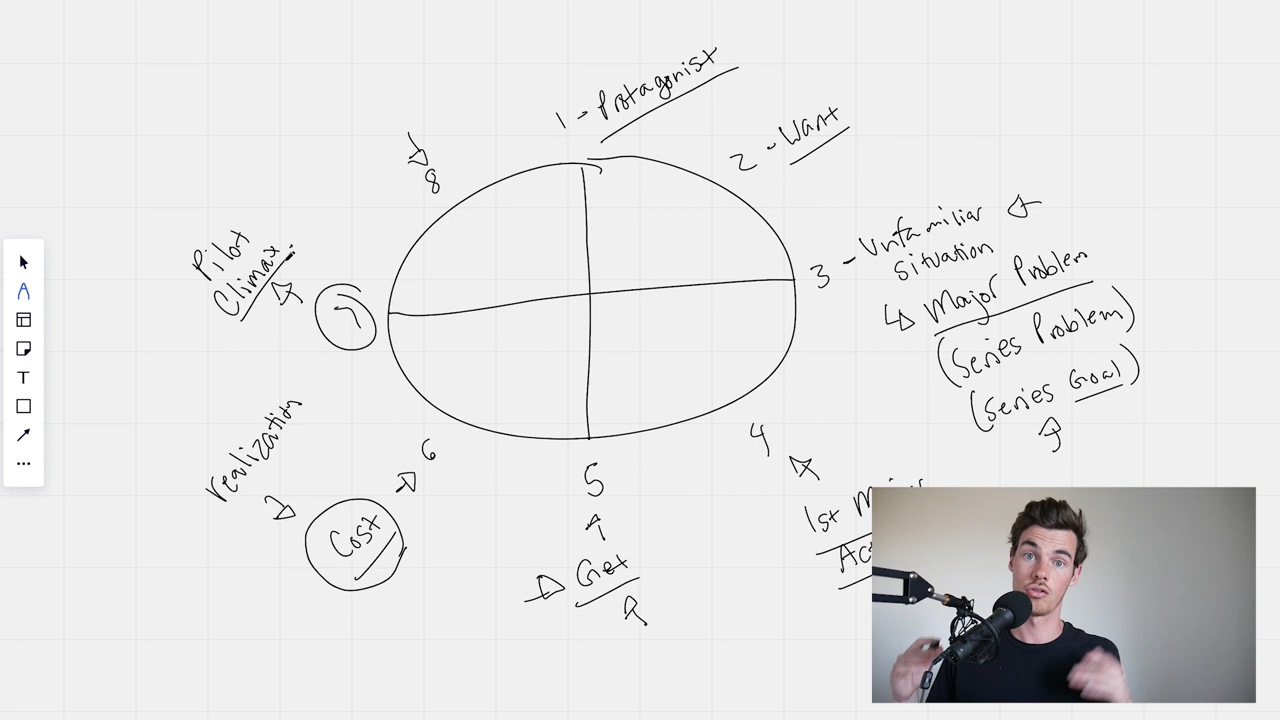 1 - Protagonist
2 - Want
3 - Unfamiliar
situation
Major Problem
(Series Problem)
(Series Goal)
4
1st
5
Get
6
Cost
realization
7
Pilot
Climax
8
T